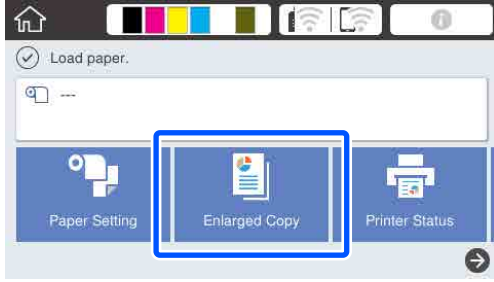 Load paper.
---
Paper Setting
Enlarged Copy
Printer Status